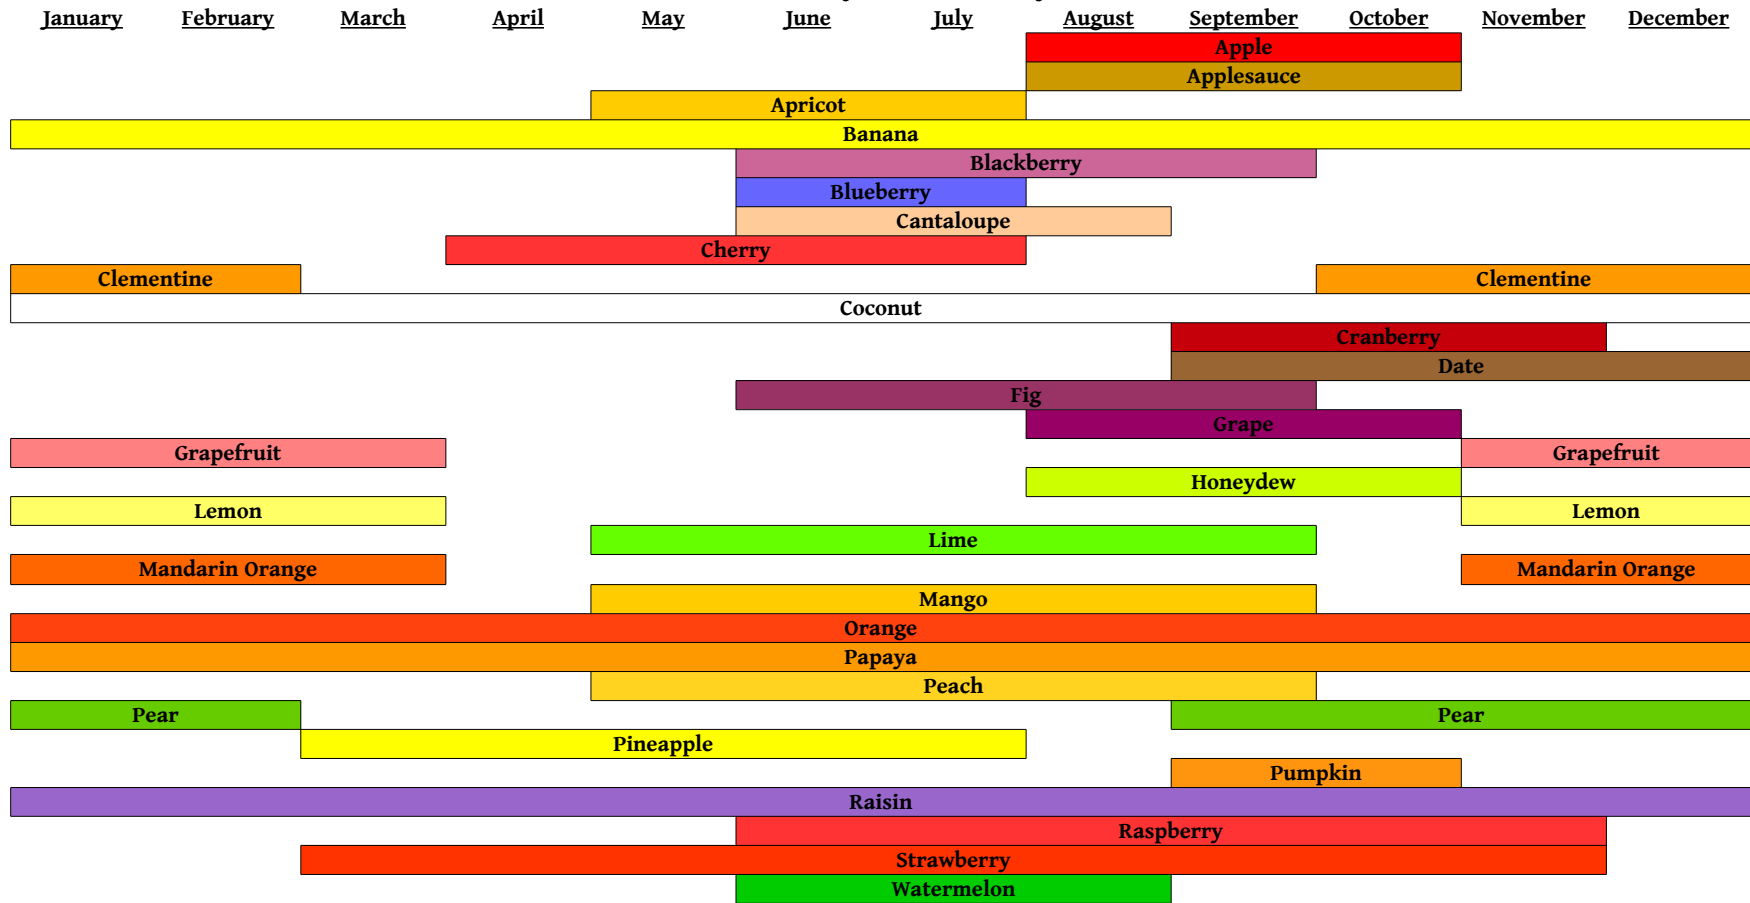 January February March April May June July August September October November December
Apple
Applesauce
Apricot
Banana
Blackberry
Blueberry
Cantaloupe
Cherry
Clementine Clementine
Coconut
Cranberry
Date
Fig
Grape
Grapefruit Grapefruit
Honeydew
Lemon Lemon
Lime
Mandarin Orange Mandarin Orange
Mango
Orange
Papaya
Peach
Pear Pear
Pineapple
Pumpkin
Raisin
Raspberry
Strawberry
Watermelon